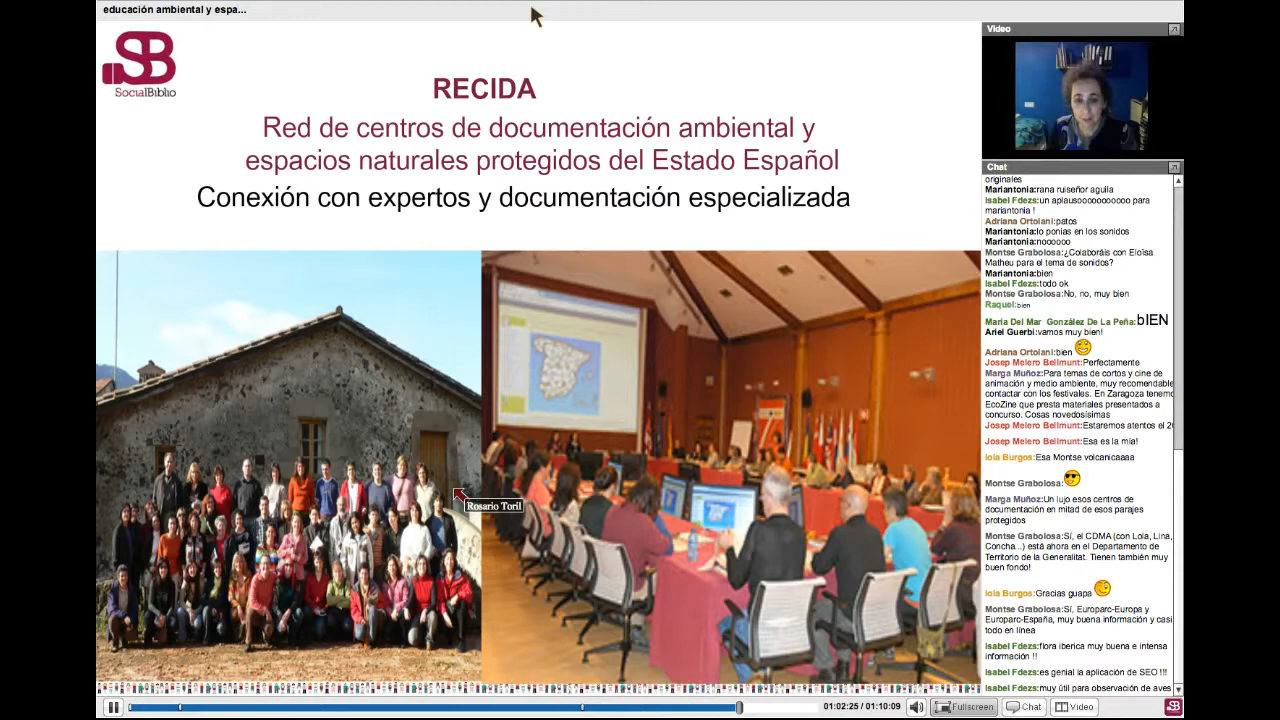 educación ambiental y espa...
SB
SocialBiblio
RECIDA
Red de centros de documentación ambiental y
espacios naturales protegidos del Estado Español
Conexión con expertos y documentación especializada
Rosario Toril
Video
Chat
originales
Mariantonia:rana ruiseñor aguila
Isabel Fdezs:un aplausooooooooooo para
mariantonia !
Adriana Ortolani:patos
Mariantonia:lo ponias en los sonidos
Mariantonia:noooooo
Montse Grabolosa:¿Colaboráis con Eloïsa
Matheu para el tema de sonidos?
Mariantonia:bien
Isabel Fdezs:todo ok
Montse Grabolosa:No, no, muy bien
Raquel:bien
María Del Mar González De La Peña:bIEN
Ariel Guerbi:vamos muy bien!
Adriana Ortolani:bien
Josep Melero Bellmunt:Perfectamente
Marga Muñoz:Para temas de cortos y cine de
animación y medio ambiente, muy recomendable
contactar con los festivales. En Zaragoza tenemo
EcoZine que presta materiales presentados a
concurso. Cosas novedosísimas
Josep Melero Bellmunt:Estaremos atentos el 2
Josep Melero Bellmunt:Esa es la mia!
lola Burgos:Esa Montse volcanicaaaa
Montse Grabolosa:
Marga Muñoz:Un lujo esos centros de
documentación en mitad de esos parajes
protegidos
Montse Grabolosa:Sí, el CDMA (con Lola, Lina,
Concha...) está ahora en el Departamento de
Territorio de la Generalitat. Tienen también muy
buen fondo!
lola Burgos:Gracias guapa
Montse Grabolosa:Sí, Europarc-Europa y
Europarc-España, muy buena información y casi
todo en línea
Isabel Fdezs:flora iberica muy buena e intensa
información !!
Isabel Fdezs:es genial la aplicación de SEO !!!
Isabel Fdezs:muy útil para observación de aves
01:02:25 / 01:10:09
Fullscreen
Chat
Video
SB